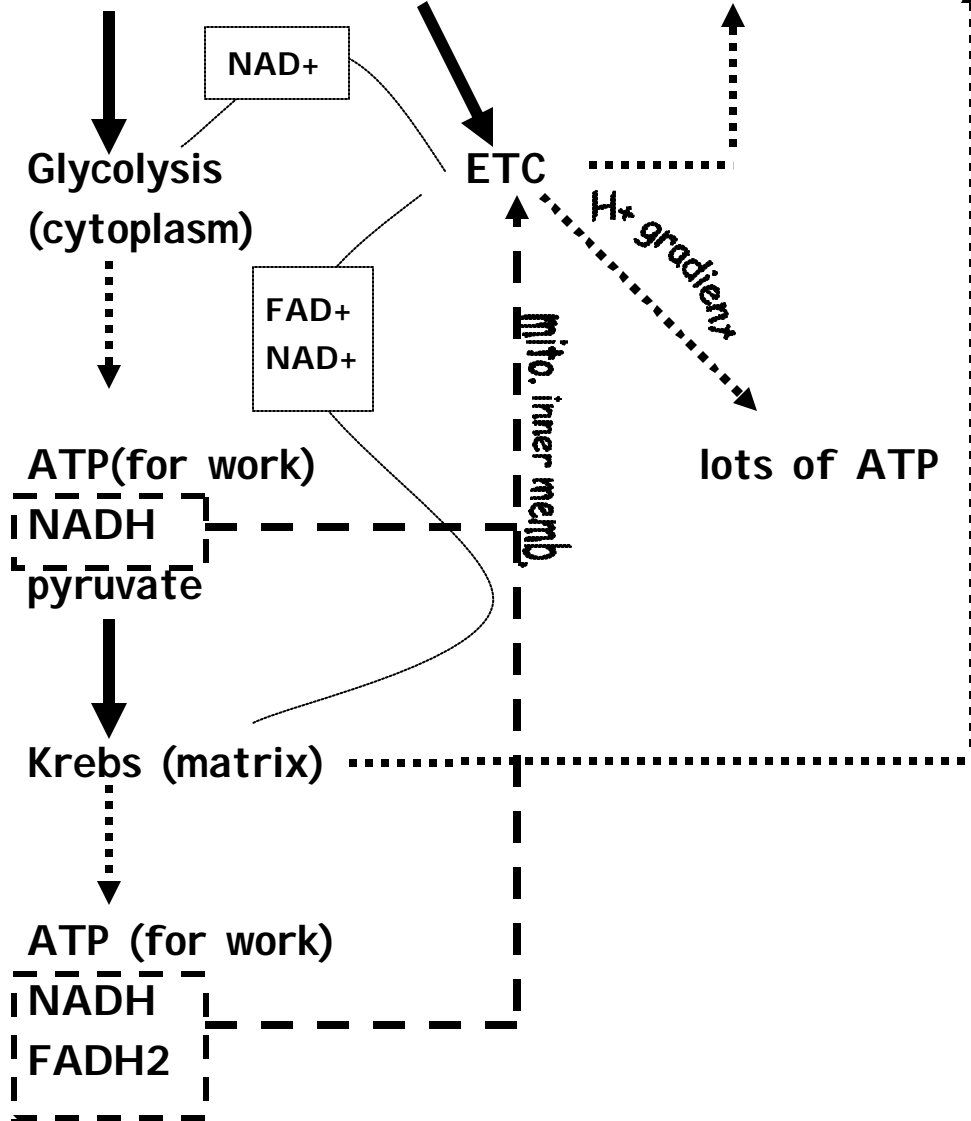 NAD+
Glycolysis
(cytoplasm)
ETC
H+ gradient
FAD+
NAD+
mito. inner memb.
ATP(for work)
NADH
pyruvate
lots of ATP
Krebs (matrix)
ATP (for work)
NADH
FADH2